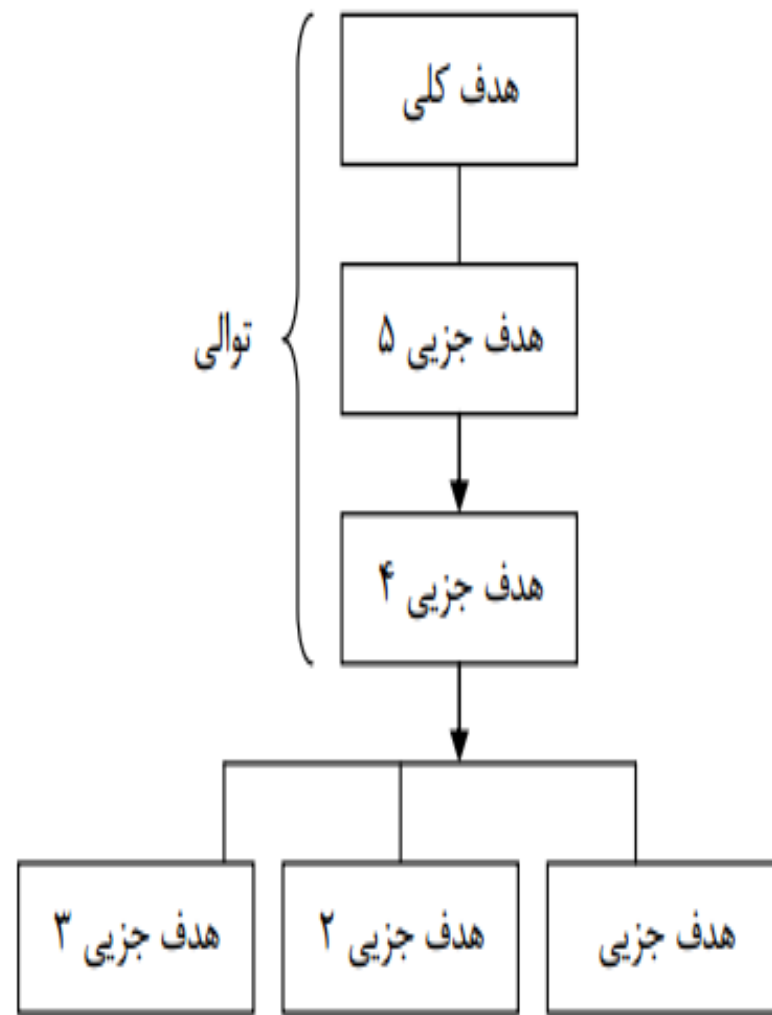 هدف کلی
هدف جزیی ۵
توالی
هدف جزیی ۴
هدف جزیی
هدف جزیی ۲
هدف جزیی ۳